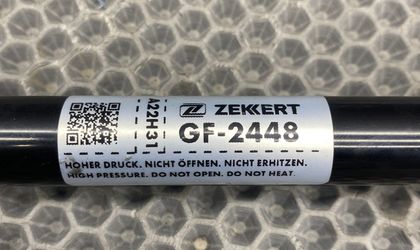 A22H31
ZEKKERT
GF-2448
HOHER DRUCK. NICHT ÖFFNEN. NICHT ERHITZEN.
HIGH PRESSURE. DO NOT OPEN. DO NOT HEAT.